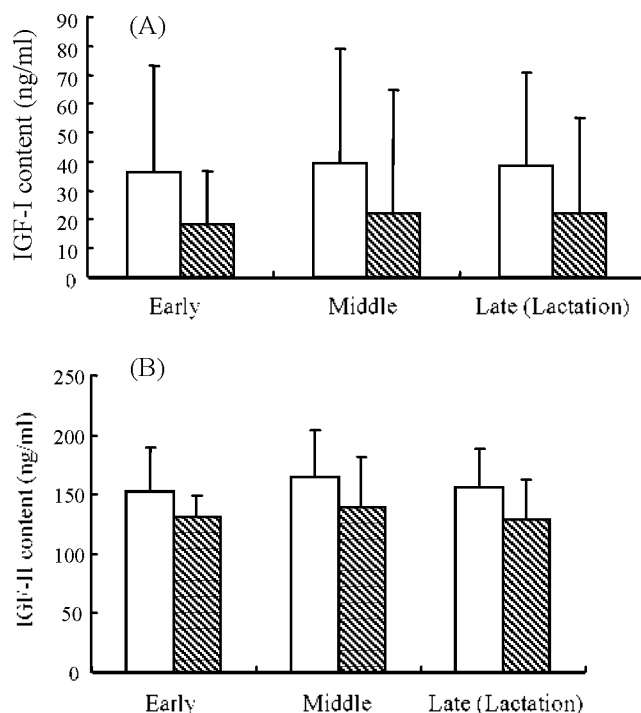 (A)
IGF-I content (ng/ml)
90
80
70
60
50
40
30
20
10
0
Early Middle Late (Lactation)
(B)
IGF-II content (ng/ml)
250
200
150
100
50
0
Early Middle Late (Lactation)